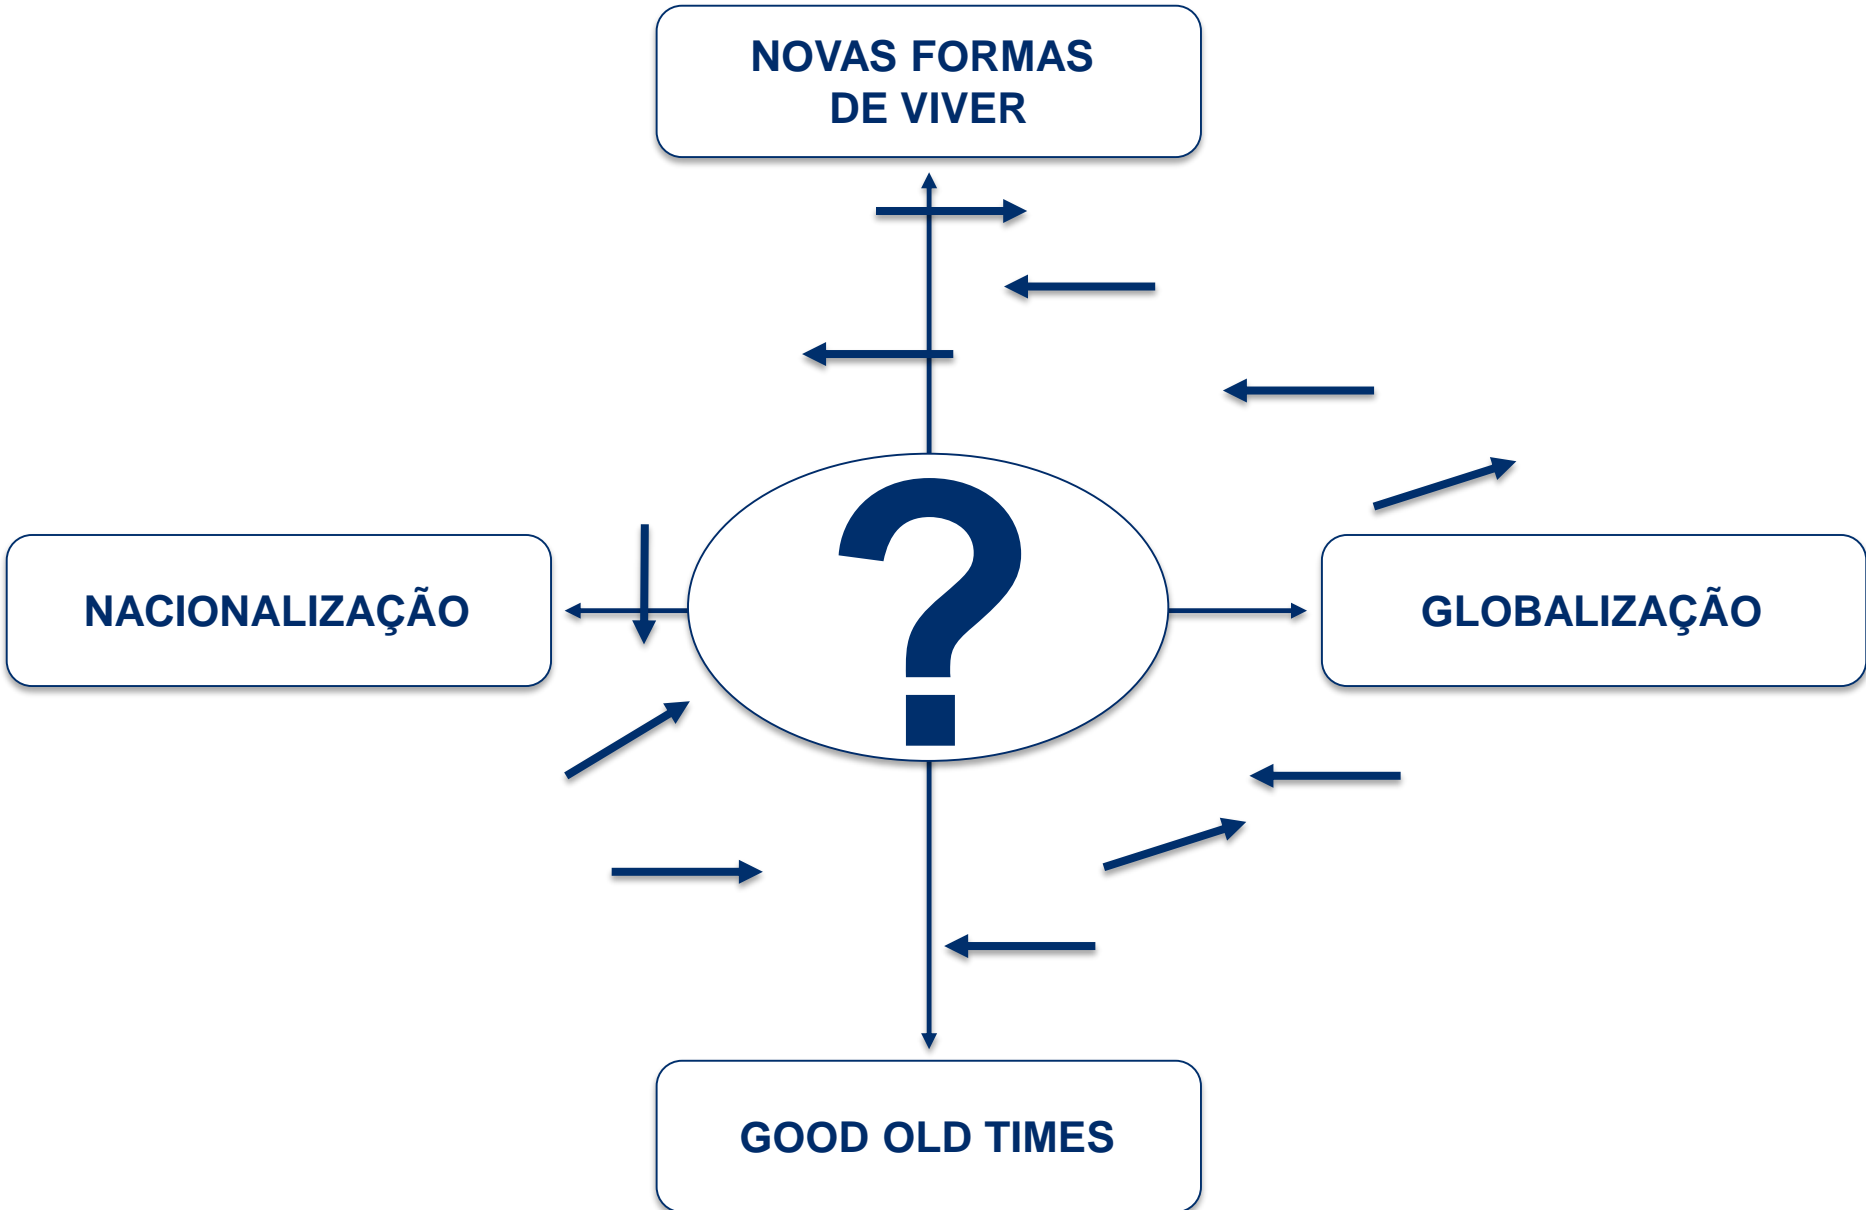 NOVAS FORMAS
DE VIVER
?
NACIONALIZAÇÃO
GLOBALIZAÇÃO
GOOD OLD TIMES